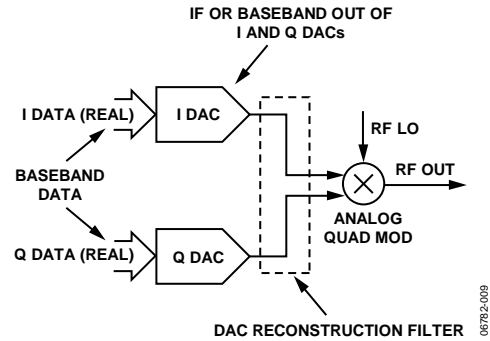 IF OR BASEBAND OUT OF
I AND Q DACs
I DATA (REAL)
I DAC
RF LO
RF OUT
BASEBAND
DATA
ANALOG
QUAD MOD
Q DATA (REAL)
Q DAC
DAC RECONSTRUCTION FILTER
06782-009